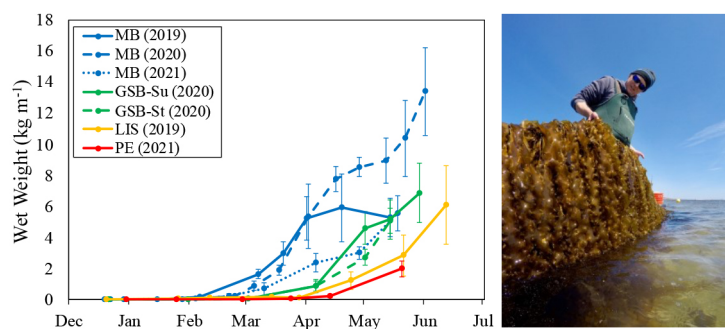 18
16
14
12
10
8
6
4
2
0
Wet Weight (kg m⁻¹)
MB (2019)
MB (2020)
MB (2021)
GSB-Su (2020)
GSB-St (2020)
LIS (2019)
PE (2021)
Dec Jan Feb Mar Apr May Jun Jul